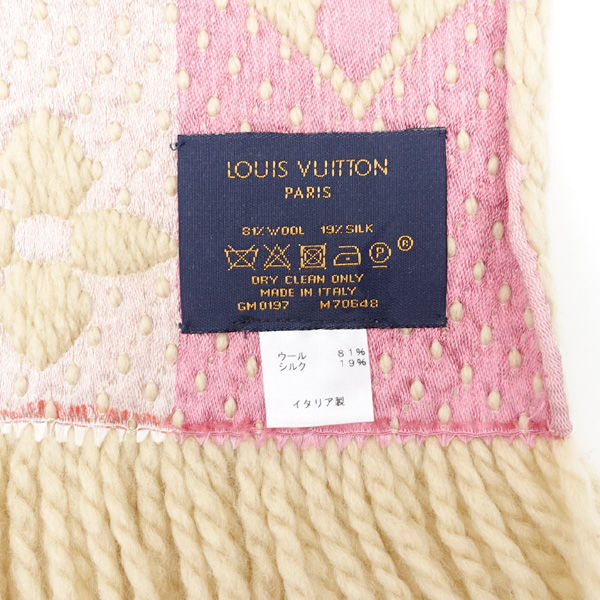 LOUIS VUITTON
PARIS
81% WOOL 19% SILK
P ®
DRY CLEAN ONLY
MADE IN ITALY
GM0197 M70648
ウール 81%
シルク 19%
イタリア製